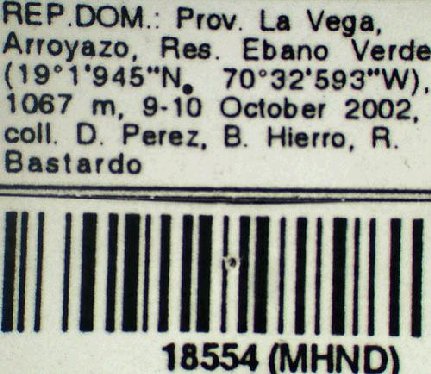 REP.DOM.: Prov. La Vega,
Arroyazo, Res. Ebano Verde
(19°1'945"N, 70°32'593"W),
1067 m, 9-10 October 2002,
coll. D. Perez, B. Hierro, R.
Bastardo
18554 (MHND)